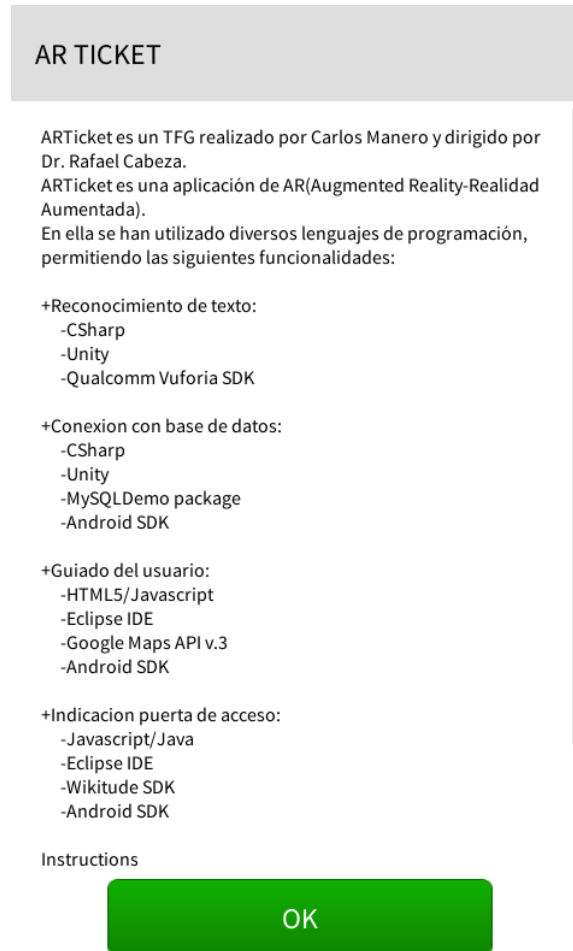 AR TICKET
ARTicket es un TFG realizado por Carlos Manero y dirigido por
Dr. Rafael Cabeza.
ARTicket es una aplicación de AR(Augmented Reality-Realidad
Aumentada).
En ella se han utilizado diversos lenguajes de programación,
permitiendo las siguientes funcionalidades:
+Reconocimiento de texto:
-CSharp
-Unity
-Qualcomm Vuforia SDK
+Conexion con base de datos:
-CSharp
-Unity
-MySQLDemo package
-Android SDK
+Guiado del usuario:
-HTML5/Javascript
-Eclipse IDE
-Google Maps API v.3
-Android SDK
+Indicacion puerta de acceso:
-Javascript/Java
-Eclipse IDE
-Wikitude SDK
-Android SDK
Instructions
OK